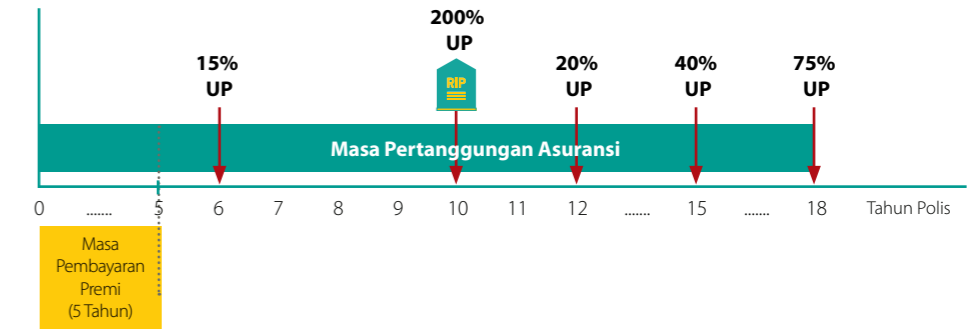 200%
UP
15%
UP
20%
UP
40%
UP
75%
UP
RIP
Masa Pertanggungan Asuransi
0 ....... 5 6 7 8 9 10 11 12 ....... 15 ....... 18 Tahun Polis
Masa
Pembayaran
Premi
(5 Tahun)